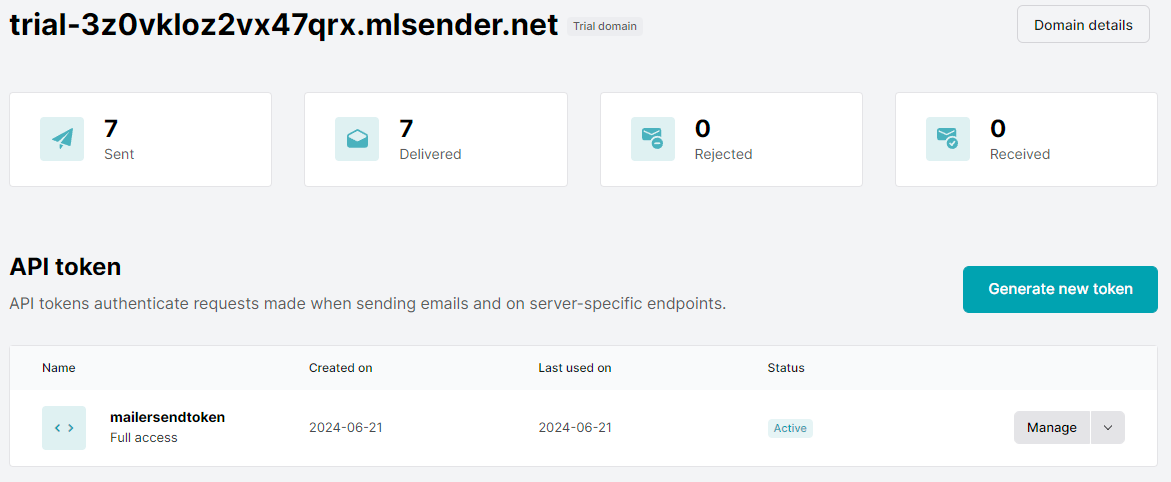 trial-3z0vkloz2vx47qrx.mlsender.net Trial domain Domain details
7 7 0 0
Sent Delivered Rejected Received
API token
API tokens authenticate requests made when sending emails and on server-specific endpoints.
Generate new token
Name Created on Last used on Status
mailersendtoken
Full access
2024-06-21 2024-06-21 Active Manage